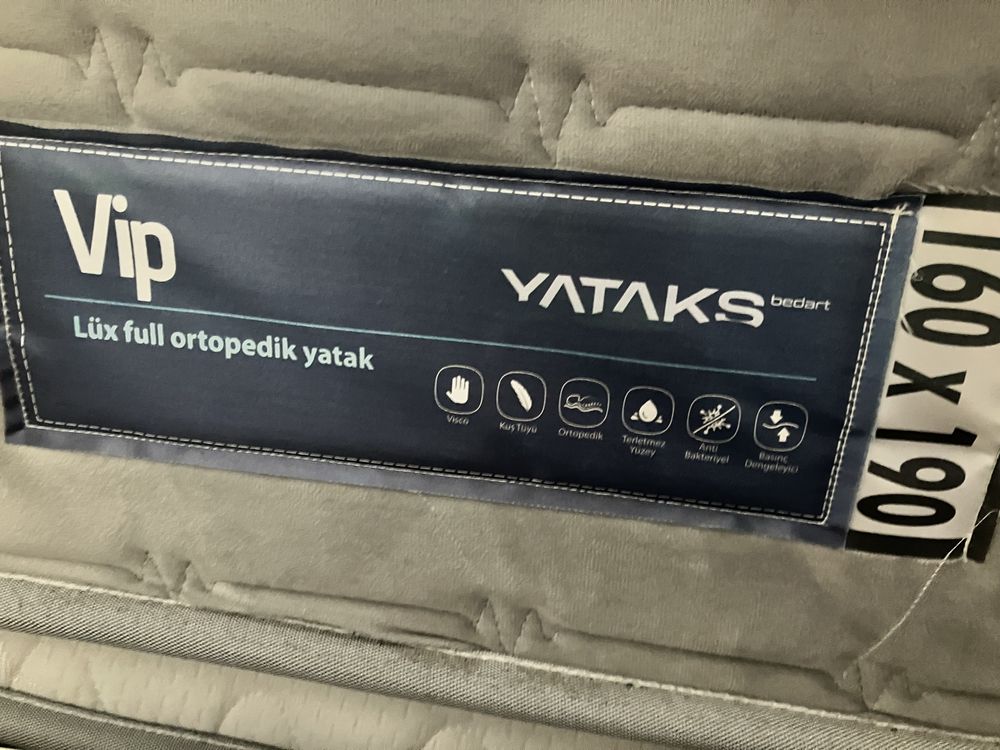 Vip
Lüx full ortopedik yatak
YATAKS bedart
Visco
Kuş Tüyü
Ortopedik
Terletmez
Yüzey
Anti
Bakteriyel
Basınç
Dengeleyici
160 x 190